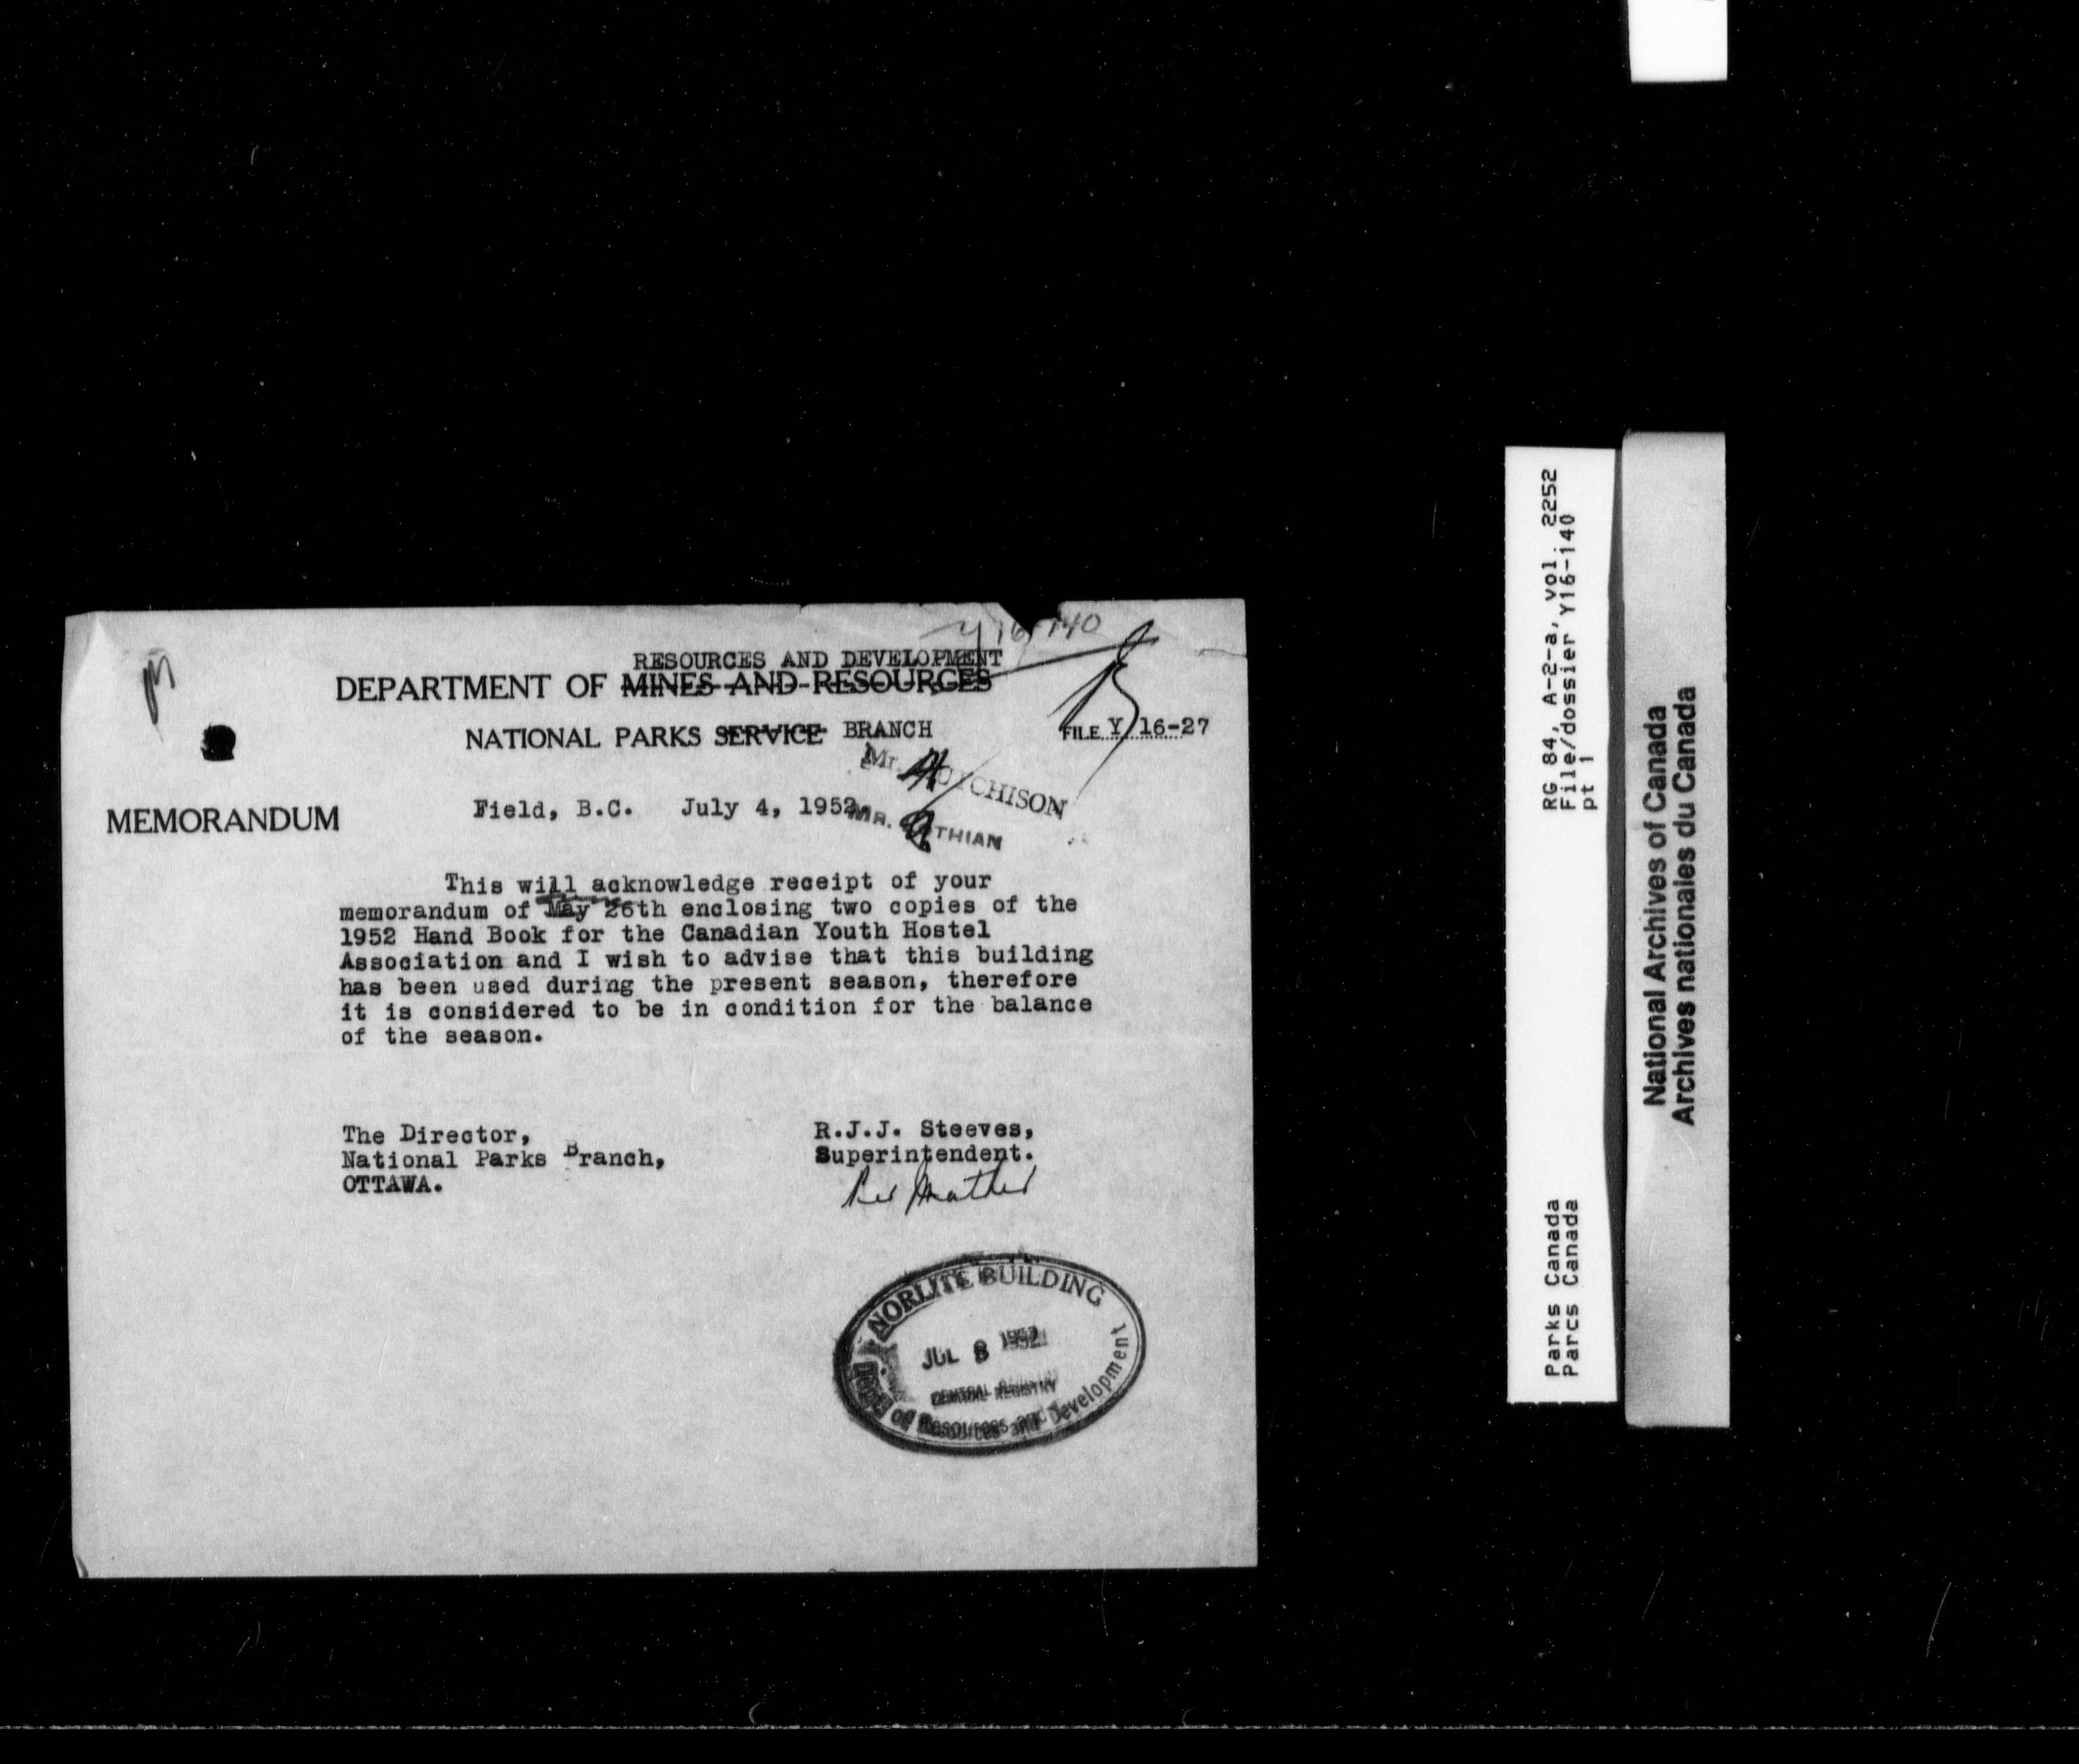 Y16-140
RESOURCES AND DEVELOPMENT
DEPARTMENT OF MINES AND RESOURCES
NATIONAL PARKS SERVICE BRANCH
FILE Y 16-27
Mr. HUTCHISON
MEMORANDUM
Field, B.C. July 4, 1952
MR. LOTHIAN
This will acknowledge receipt of your
memorandum of May 26th enclosing two copies of the
1952 Hand Book for the Canadian Youth Hostel
Association and I wish to advise that this building
has been used during the present season, therefore
it is considered to be in condition for the balance
of the season.
The Director,
National Parks Branch,
OTTAWA.
R.J.J. Steeves,
Superintendent.
NORLITE BUILDING
JUL 8 1952
CENTRAL REGISTRY
of Resources and Development
RG 84, A-2-a, vol. 2252
File/dossier Y16-140
pt 1
Parks Canada
Parcs Canada
National Archives of Canada
Archives nationales du Canada